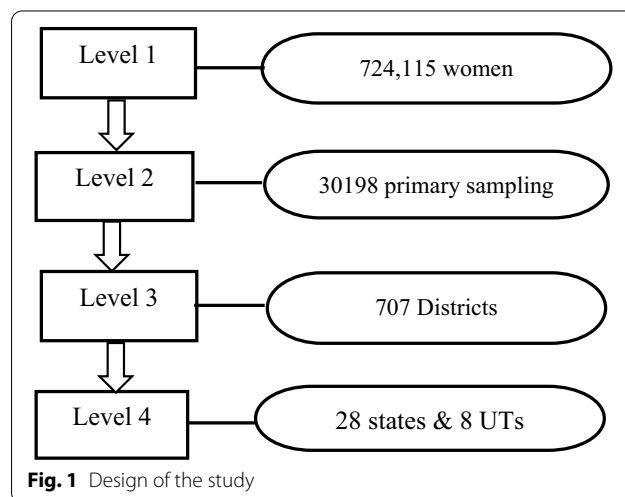 Level 1
724,115 women
Level 2
30198 primary sampling
Level 3
707 Districts
Level 4
28 states & 8 UTs
Fig. 1 Design of the study